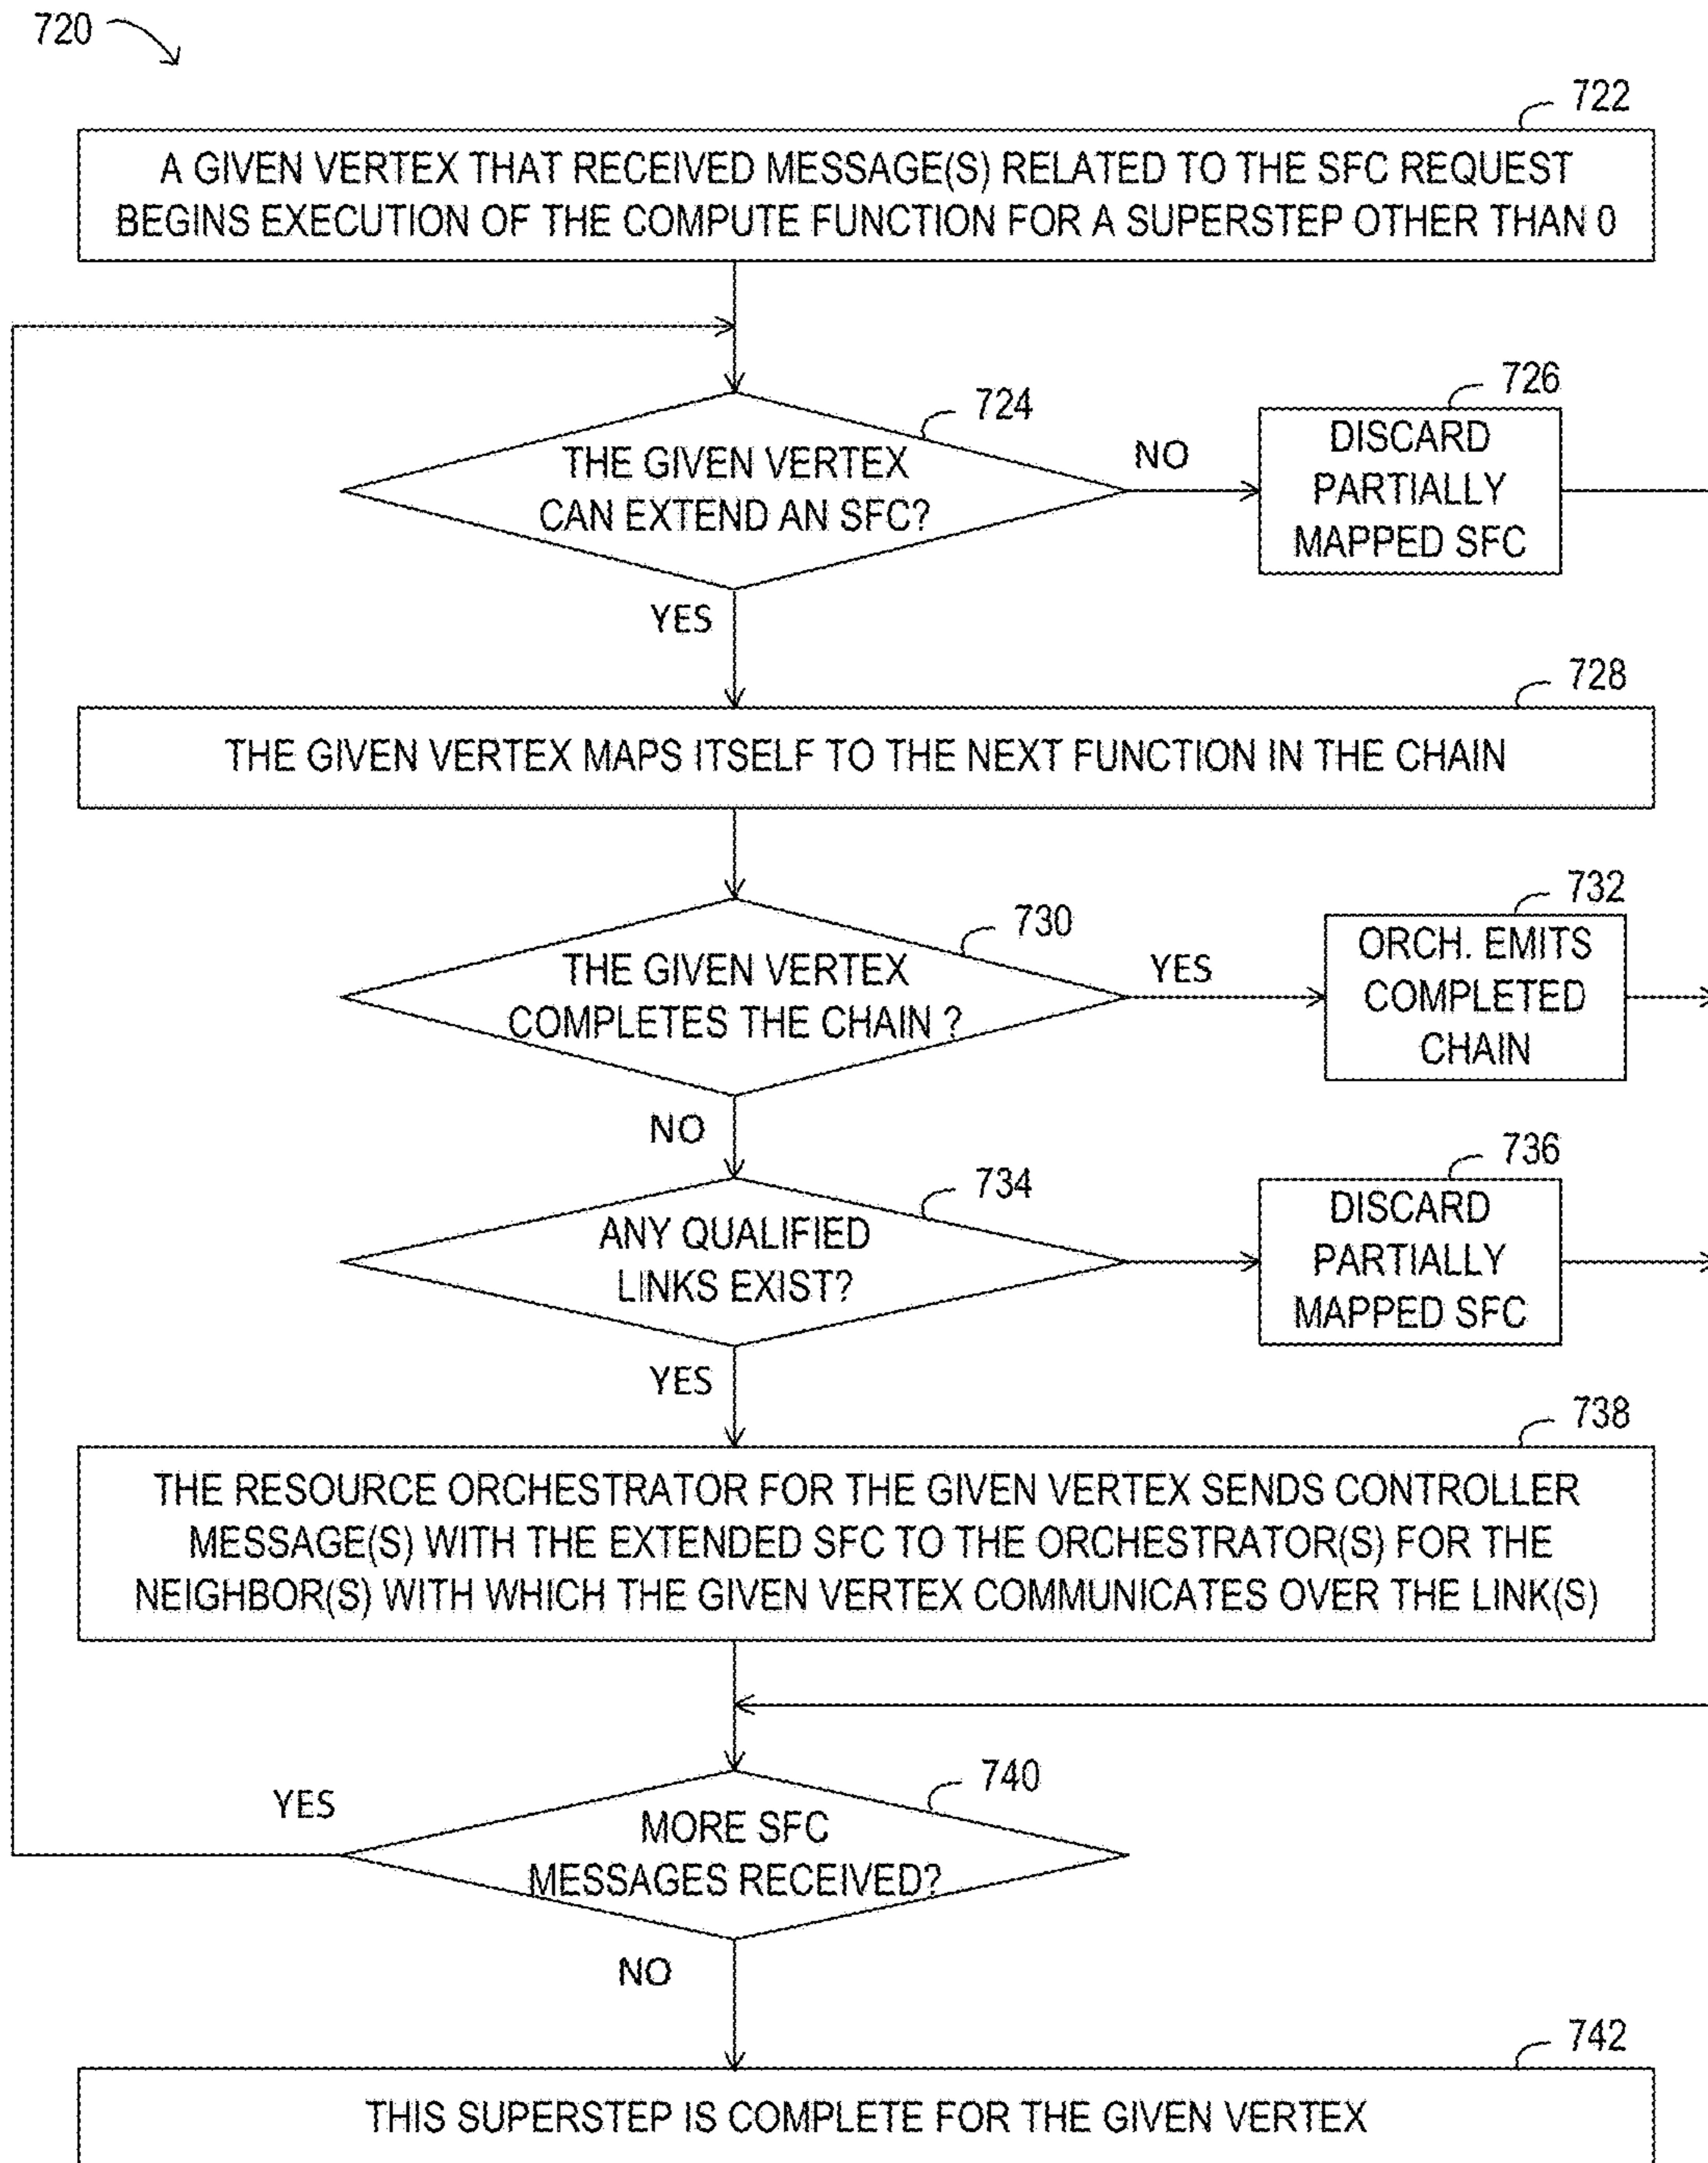 720
722
A GIVEN VERTEX THAT RECEIVED MESSAGE(S) RELATED TO THE SFC REQUEST
BEGINS EXECUTION OF THE COMPUTE FUNCTION FOR A SUPERSTEP OTHER THAN 0
724
THE GIVEN VERTEX
CAN EXTEND AN SFC?
NO
726
DISCARD
PARTIALLY
MAPPED SFC
YES
728
THE GIVEN VERTEX MAPS ITSELF TO THE NEXT FUNCTION IN THE CHAIN
730
THE GIVEN VERTEX
COMPLETES THE CHAIN ?
YES
732
ORCH. EMITS
COMPLETED
CHAIN
NO
734
ANY QUALIFIED
LINKS EXIST?
736
DISCARD
PARTIALLY
MAPPED SFC
YES
738
THE RESOURCE ORCHESTRATOR FOR THE GIVEN VERTEX SENDS CONTROLLER
MESSAGE(S) WITH THE EXTENDED SFC TO THE ORCHESTRATOR(S) FOR THE
NEIGHBOR(S) WITH WHICH THE GIVEN VERTEX COMMUNICATES OVER THE LINK(S)
740
YES
MORE SFC
MESSAGES RECEIVED?
NO
742
THIS SUPERSTEP IS COMPLETE FOR THE GIVEN VERTEX